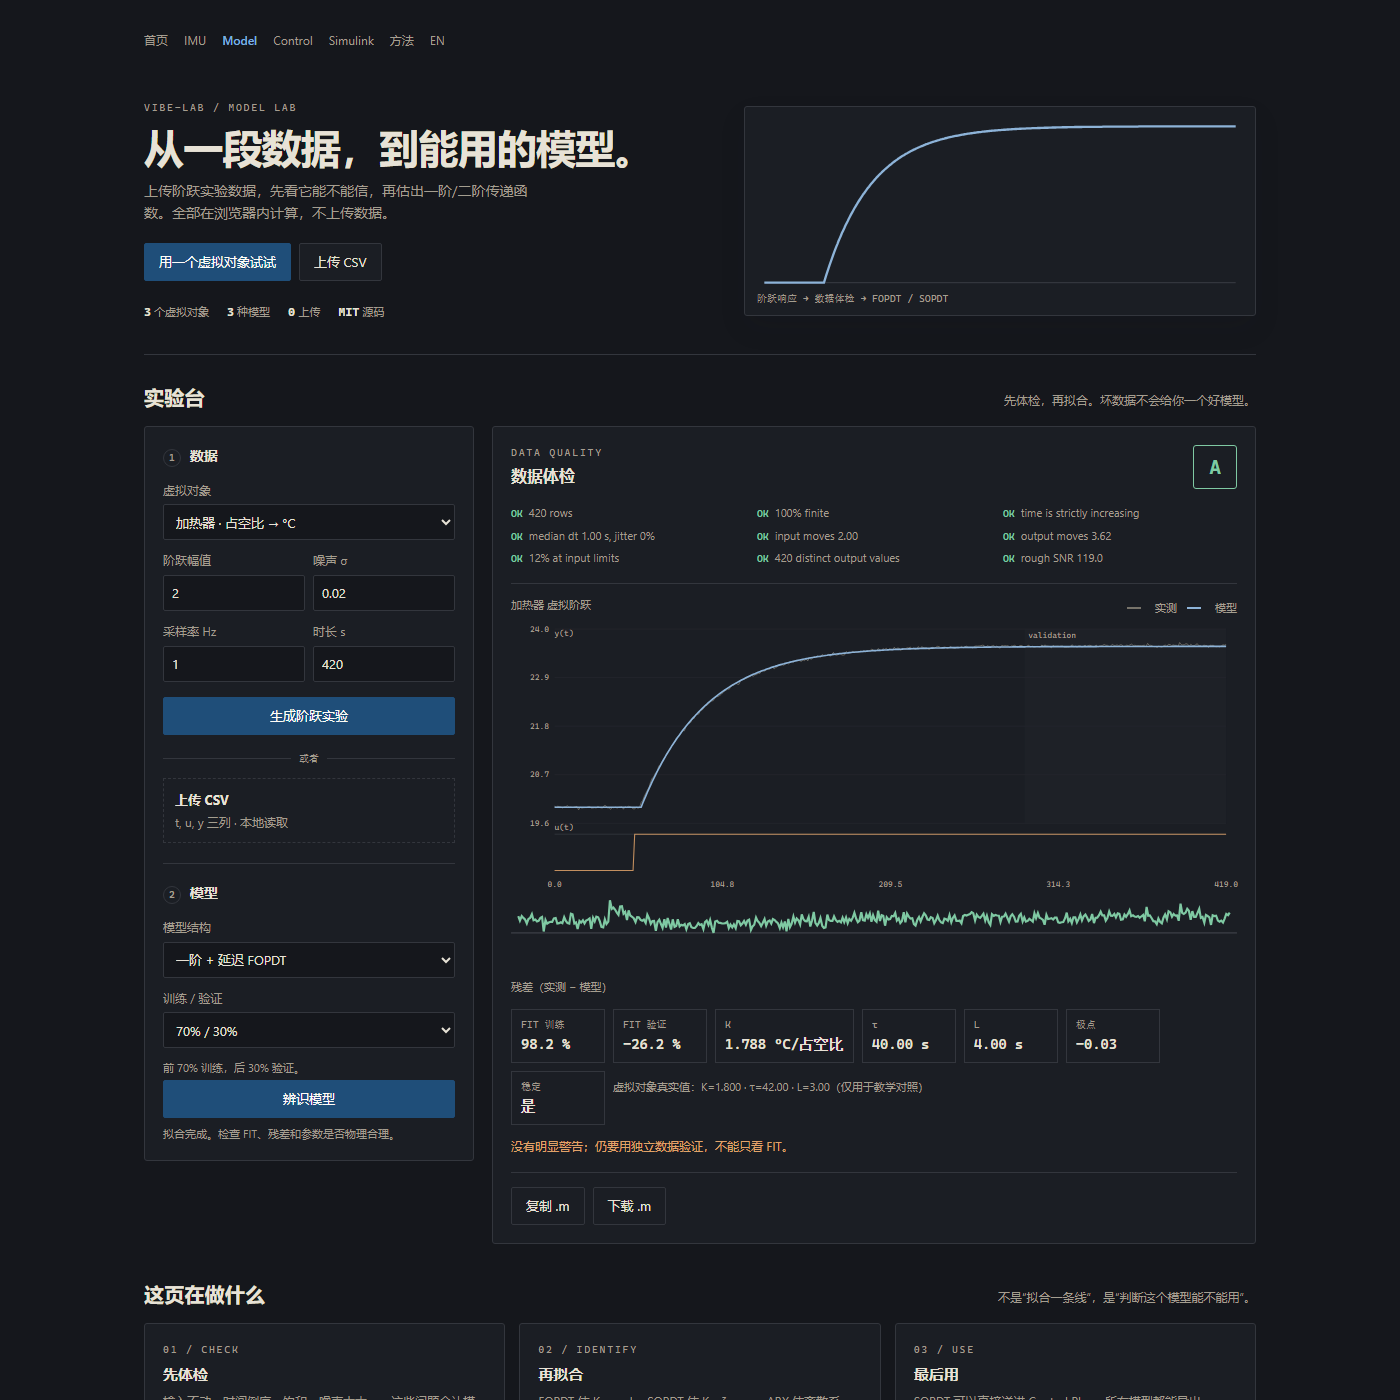 首页 IMU Model Control Simulink 方法 EN
VIBE-LAB / MODEL LAB
从一段数据，到能用的模型。
上传阶跃实验数据，先看它能不能信，再估出一阶/二阶传递函
数。全部在浏览器内计算，不上传数据。
用一个虚拟对象试试 上传 CSV
3 个虚拟对象 3 种模型 0 上传 MIT 源码
阶跃响应 → 数据体检 → FOPDT / SOPDT
实验台
先体检，再拟合。坏数据不会给你一个好模型。
1 数据
虚拟对象
加热器 · 占空比 → °C
阶跃幅值 噪声 σ
2 0.02
采样率 Hz 时长 s
1 420
生成阶跃实验
或者
上传 CSV
t, u, y 三列 · 本地读取
2 模型
模型结构
一阶 + 延迟 FOPDT
训练 / 验证
70% / 30%
前 70% 训练，后 30% 验证。
辨识模型
拟合完成。检查 FIT、残差和参数是否物理合理。
DATA QUALITY
数据体检
A
OK 420 rows OK 100% finite OK time is strictly increasing
OK median dt 1.00 s, jitter 0% OK input moves 2.00 OK output moves 3.62
OK 12% at input limits OK 420 distinct output values OK rough SNR 119.0
加热器 虚拟阶跃 实测 模型
24.0 y(t) validation
22.9
21.8
20.7
19.6 u(t)
0.0 104.8 209.5 314.3 419.0
残差（实测 − 模型）
FIT 训练 FIT 验证 K τ L 极点
98.2 % −26.2 % 1.788 °C/占空比 40.00 s 4.00 s −0.03
稳定
是
虚拟对象真实值：K=1.800 · τ=42.00 · L=3.00（仅用于教学对照）
没有明显警告；仍要用独立数据验证，不能只看 FIT。
复制 .m 下载 .m
这页在做什么
不是“拟合一条线”，是“判断这个模型能不能用”。
01 / CHECK 02 / IDENTIFY 03 / USE
先体检 再拟合 最后用